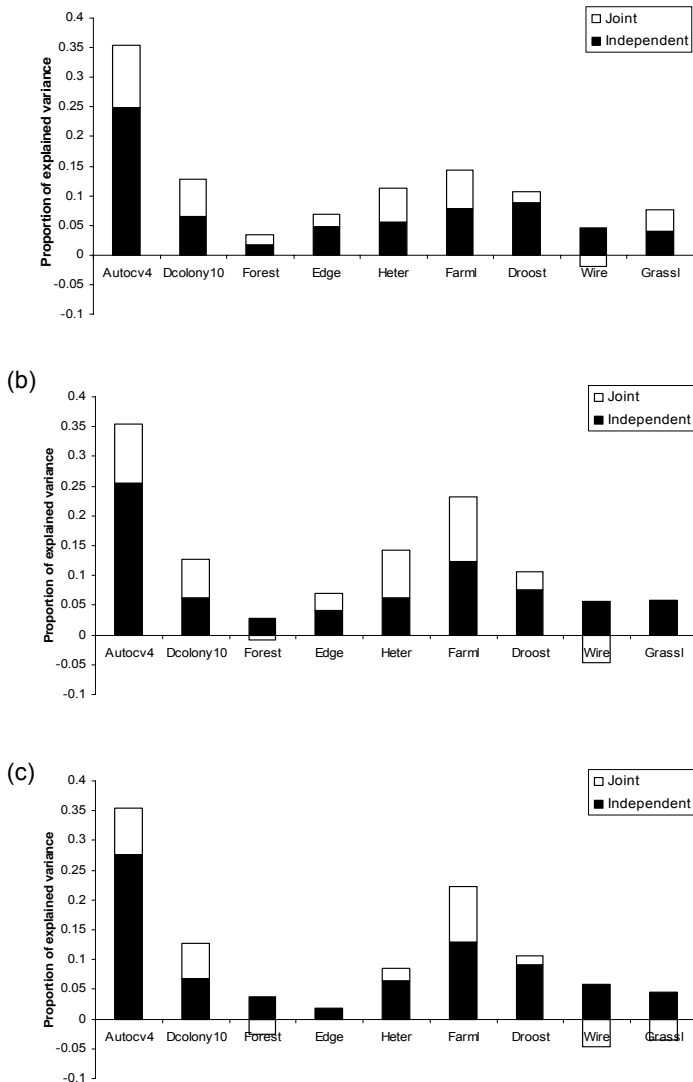 0.4
0.35
0.3
0.25
0.2
0.15
0.1
0.05
0
-0.05
-0.1
Proportion of explained variance
Joint
Independent
Autocv4 Dcolony10 Forest Edge Heter Farml Droost Wire Grassl
(b)
0.4
0.35
0.3
0.25
0.2
0.15
0.1
0.05
0
-0.05
-0.1
Proportion of explained variance
Joint
Independent
Autocv4 Dcolony10 Forest Edge Heter Farml Droost Wire Grassl
(c)
0.4
0.35
0.3
0.25
0.2
0.15
0.1
0.05
0
-0.05
-0.1
Proportion of explained variance
Joint
Independent
Autocv4 Dcolony10 Forest Edge Heter Farml Droost Wire Grassl